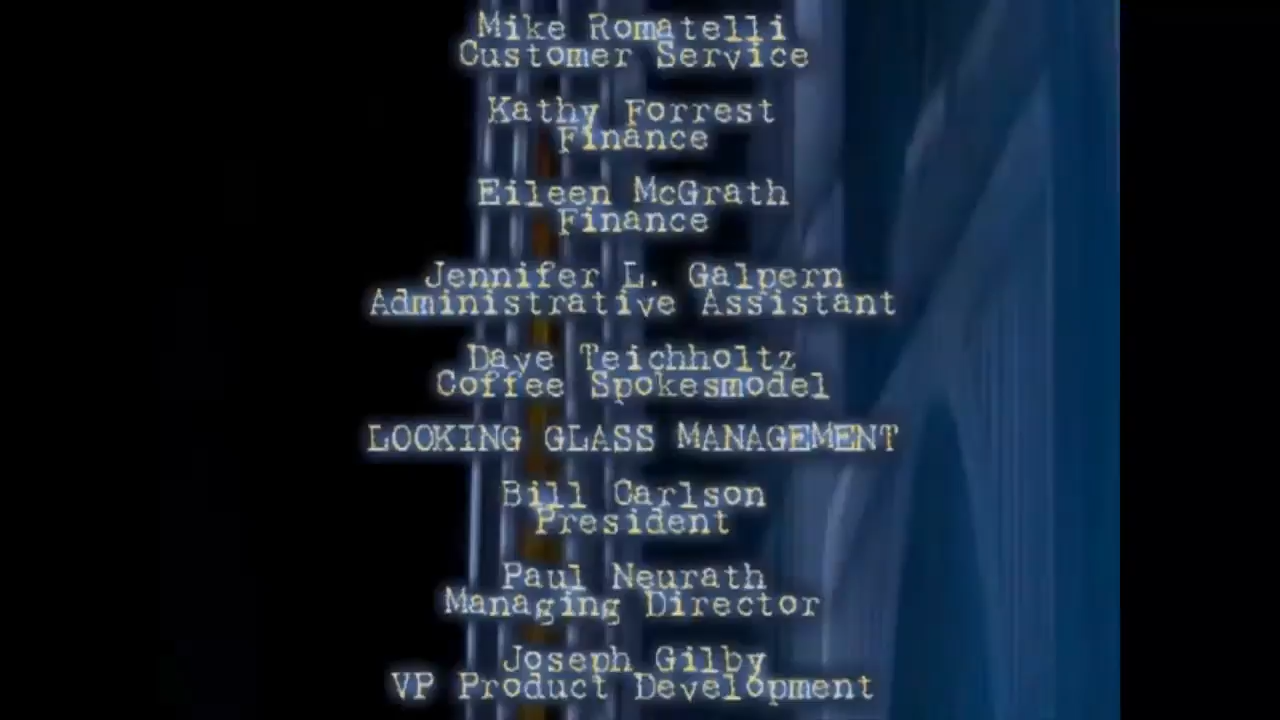 Mike Romatelli
Customer Service
Kathy Forrest
Finance
Eileen McGrath
Finance
Jennifer L. Galpern
Administrative Assistant
Dave Teichholtz
Coffee Spokesmodel
LOOKING GLASS MANAGEMENT
Bill Carlson
President
Paul Neurath
Managing Director
Joseph Gilby
VP Product Development